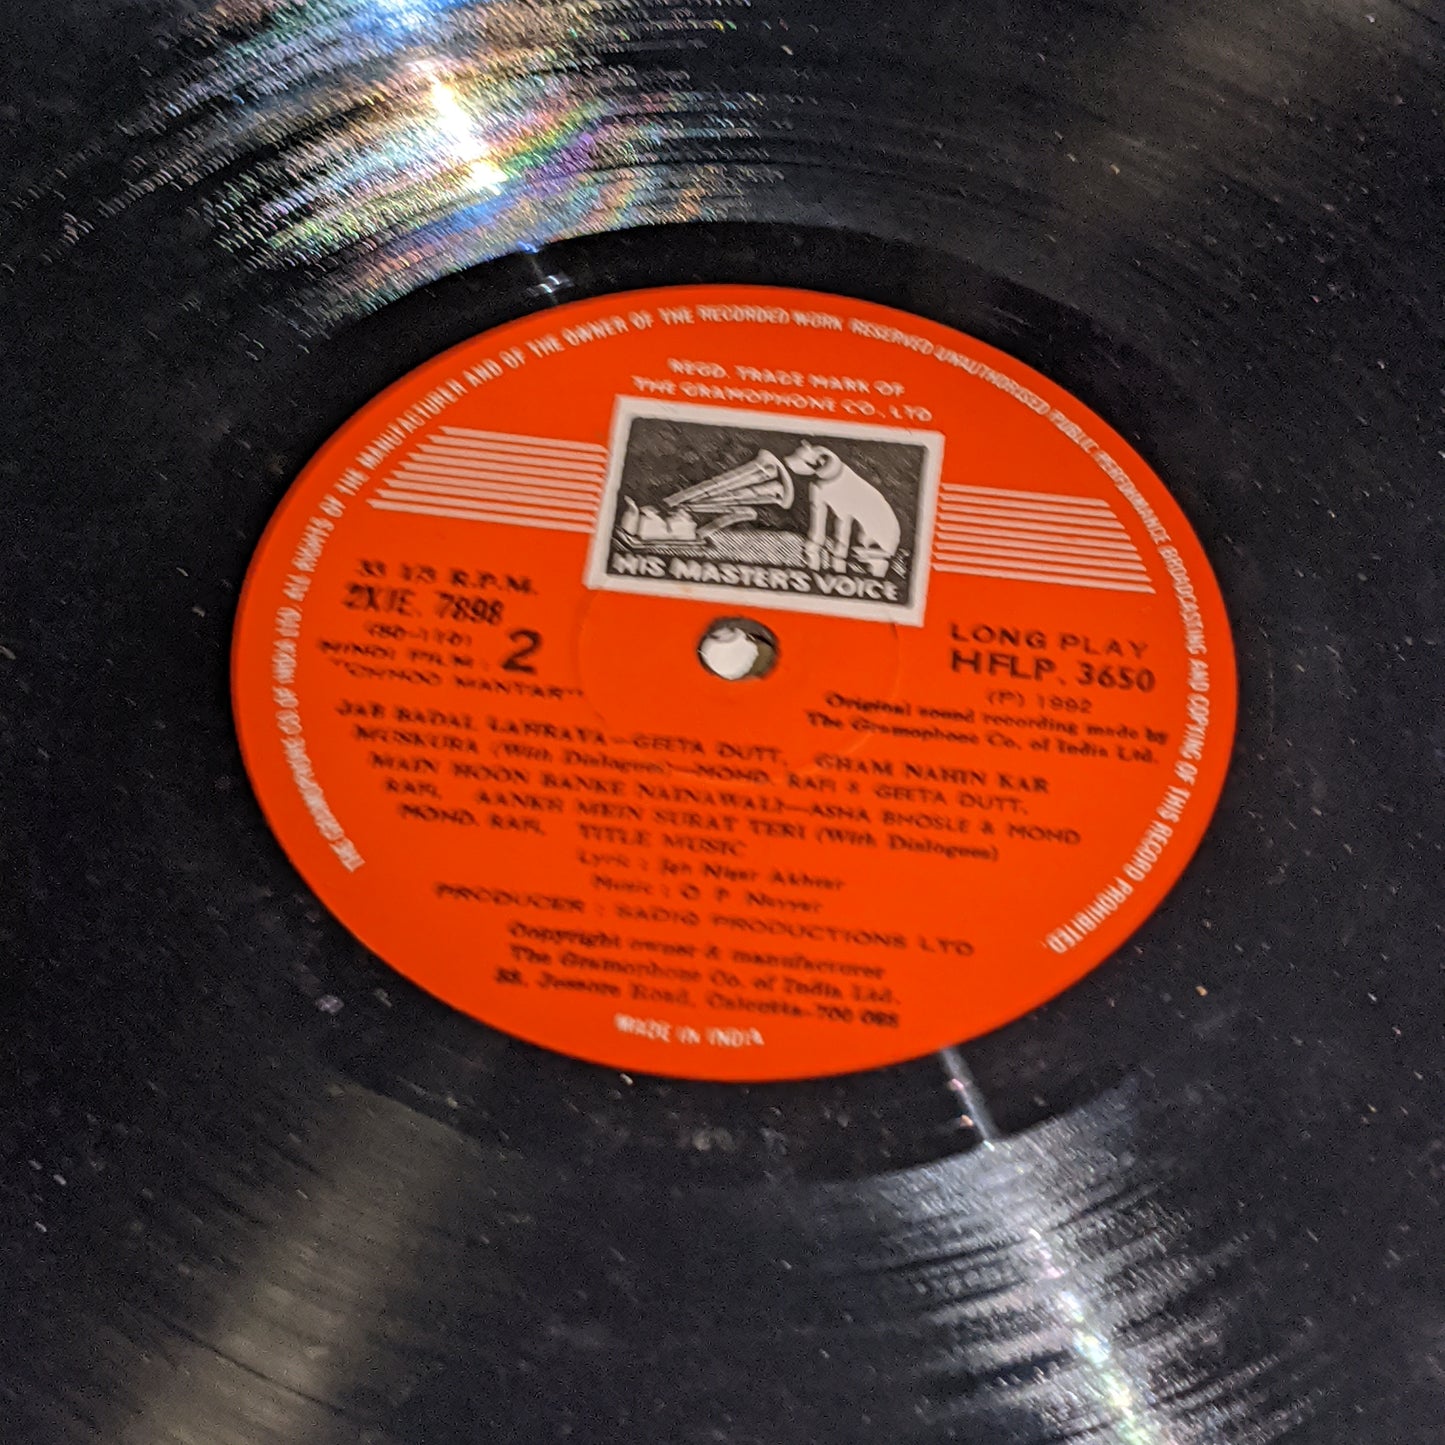 THE GRAMOPHONE CO OF INDIA LTD. ALL RIGHTS OF THE MANUFACTURER AND OF THE OWNER OF THE RECORDED WORK RESERVED UNAUTHORISED PUBLIC PERFORMANCE BROADCASTING AND COPYING OF THIS RECORD PROHIBITED.
REGD. TRADE MARK OF
THE GRAMOPHONE CO., LTD
HIS MASTER'S VOICE
33 1/3 R.P.M.
2XJE. 7898
2
HINDI FILM :
"CHHOO MANTAR"
LONG PLAY
HFLP. 3650
(P) 1992
Original sound recording made by
The Gramophone Co. of India Ltd.
JAB BADAL LAHRAYA—GEETA DUTT, GHAM NAHIN KAR
MUSKURA (With Dialogues)—MOHD. RAFI & GEETA DUTT,
MAIN HOON BANKE NAINAWALI—ASHA BHOSLE & MOHD
RAFI, AANKH MEIN SURAT TERI (With Dialogues)
MOHD. RAFI, TITLE MUSIC
Lyric : Jan Nisar Akhtar
Music : O P Nayyar
PRODUCER : SADIQ PRODUCTIONS LTD
Copyright owner & manufacturer
The Gramophone Co. of India Ltd.
33, Jessore Road, Calcutta-700 028
MADE IN INDIA